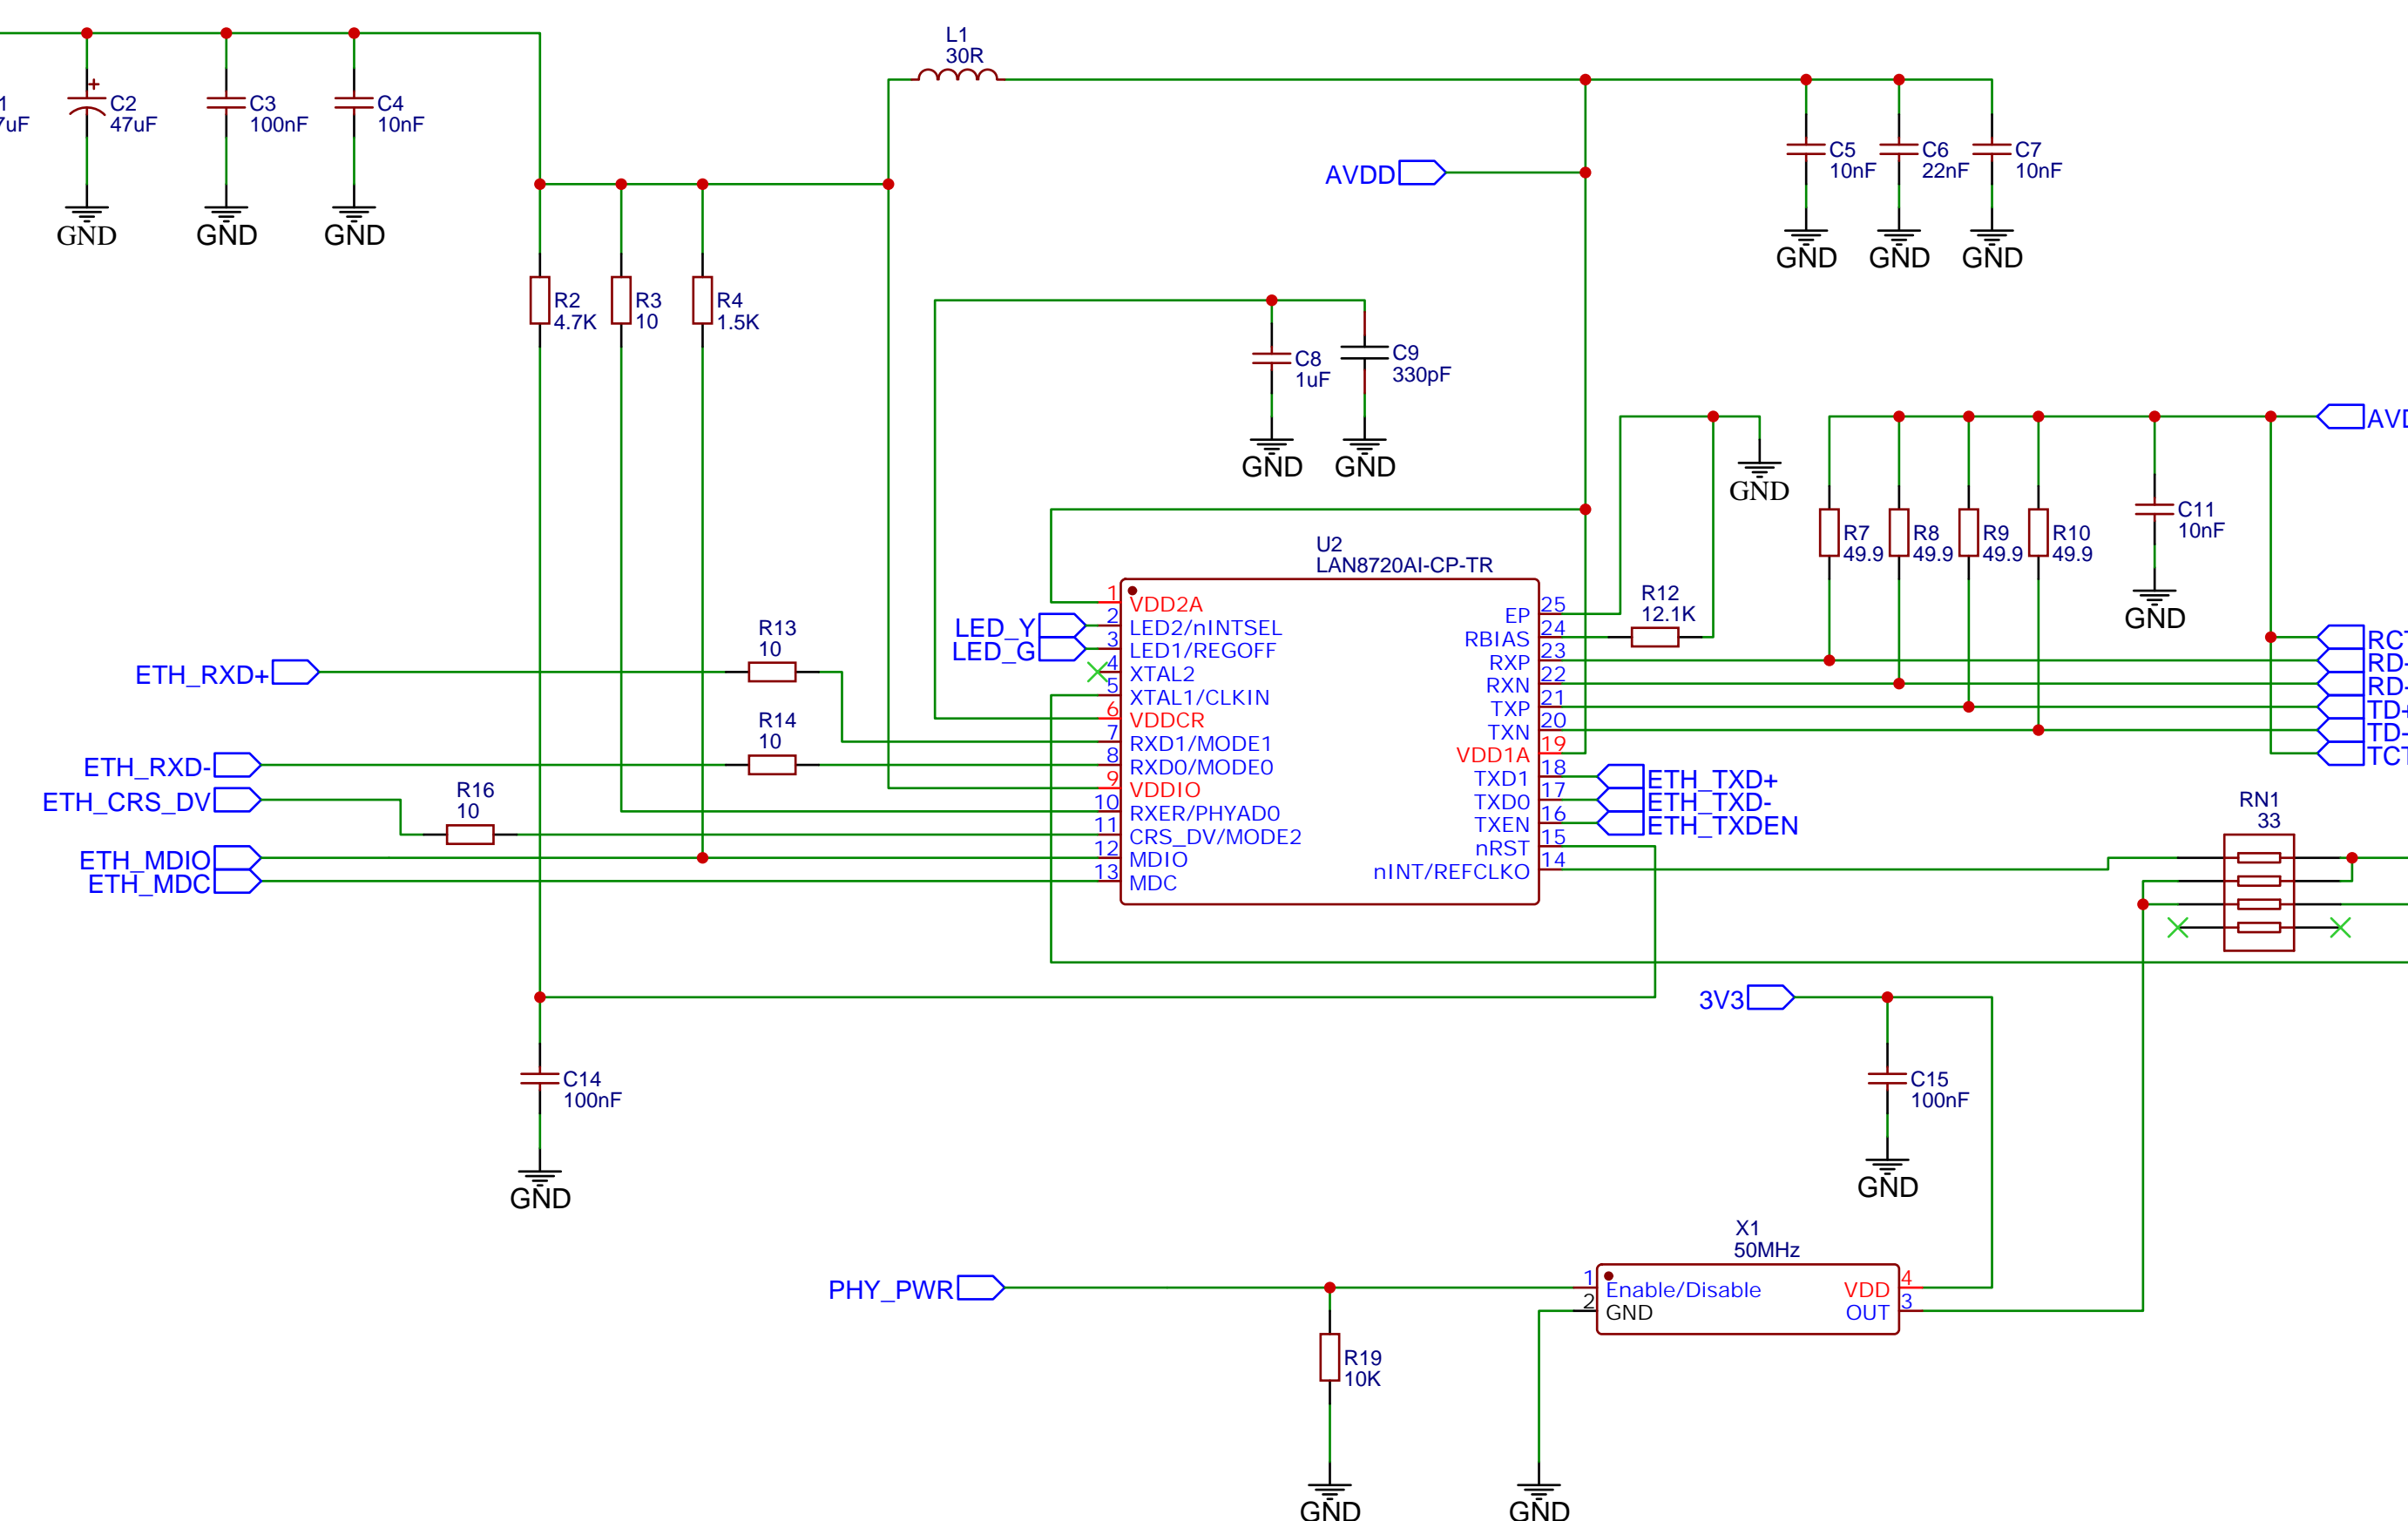 L1
30R
C2
47uF
C3
100nF
C4
10nF
7uF
GND
GND
GND
AVDD
C5
10nF
C6
22nF
C7
10nF
GND
GND
GND
R2
4.7K
R3
10
R4
1.5K
C8
1uF
C9
330pF
GND
GND
GND
R7
49.9
R8
49.9
R9
49.9
R10
49.9
C11
10nF
GND
U2
LAN8720AI-CP-TR
R12
12.1K
LED_Y
LED_G
1 VDD2A
2 LED2/nINTSEL
3 LED1/REGOFF
4 XTAL2
5 XTAL1/CLKIN
6 VDDCR
7 RXD1/MODE1
8 RXD0/MODE0
9 VDDIO
10 RXER/PHYAD0
11 CRS_DV/MODE2
12 MDIO
13 MDC
EP 25
RBIAS 24
RXP 23
RXN 22
TXP 21
TXN 20
VDD1A 19
TXD1 18
TXD0 17
TXEN 16
nRST 15
nINT/REFCLKO 14
ETH_TXD+
ETH_TXD-
ETH_TXDEN
TD-
R13
10
ETH_RXD+
R14
10
ETH_RXD-
ETH_CRS_DV
R16
10
ETH_MDIO
ETH_MDC
RN1
33
3V3
C14
100nF
GND
C15
100nF
GND
X1
50MHz
PHY_PWR
1 Enable/Disable
2 GND
VDD 4
OUT 3
R19
10K
GND
GND